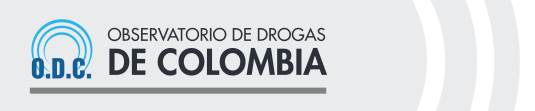 O.D.C.
OBSERVATORIO DE DROGAS
DE COLOMBIA